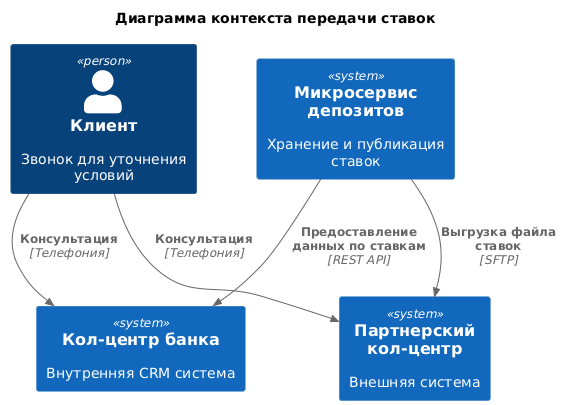 Диаграмма контекста передачи ставок
«person»
Клиент
Звонок для уточнения
условий
«system»
Микросервис
депозитов
Хранение и публикация
ставок
Консультация
[Телефония]
Консультация
[Телефония]
Предоставление
данных по ставкам
[REST API]
Выгрузка файла
ставок
[SFTP]
«system»
Кол-центр банка
Внутренняя CRM система
«system»
Партнерский
кол-центр
Внешняя система